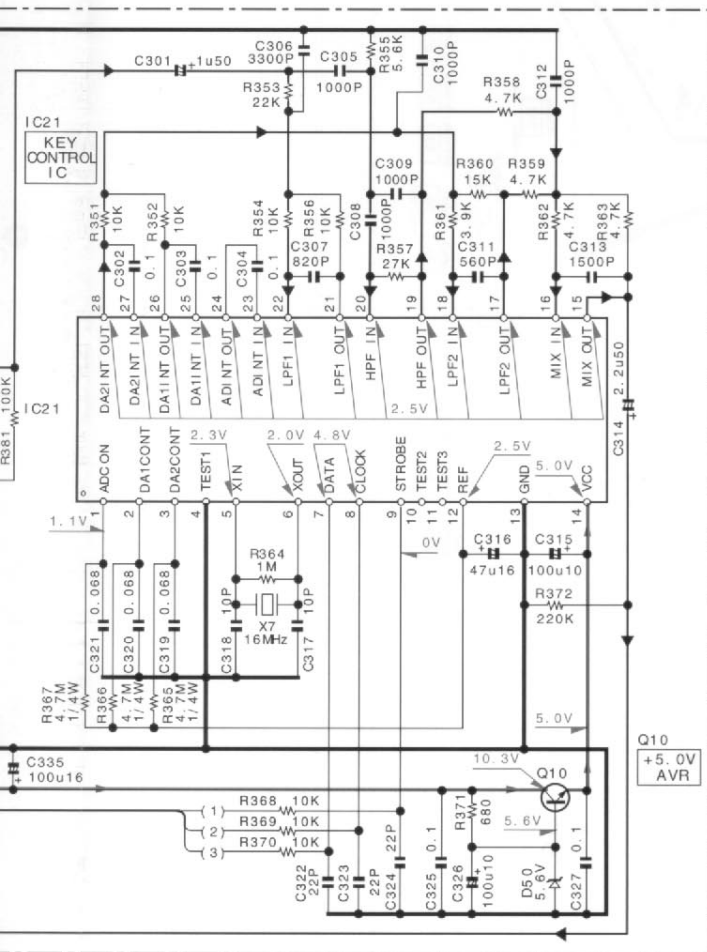 C301 +1u50
C306
3300P
C305
1000P
R353
22K
R355
5.6K
C310
1000P
R358
4.7K
C312
1000P
IC21
KEY
CONTROL
IC
C309
1000P
R360
15K
R359
4.7K
R351
10K
R352
10K
R354
10K
R356
10K
C308
1000P
R361
3.9K
R362
4.7K
R363
4.7K
C302
0.1
C303
0.1
C304
0.1
C307
820P
R357
27K
C311
560P
C313
1500P
28
27
26
25
24
23
22
21
20
19
18
17
16
15
DA2INT OUT
DA2INT IN
DA1INT OUT
DA1INT IN
ADINT OUT
ADINT IN
LPF1 IN
LPF1 OUT
HPF IN
HPF OUT
LPF2 IN
LPF2 OUT
MIX IN
MIX OUT
2.5V
C314
2.2u50
+
R381
100K
IC21
2.3V
2.0V
4.8V
2.5V
5.0V
ADC ON
DA1CONT
DA2CONT
TEST1
XIN
XOUT
DATA
CLOCK
STROBE
TEST2
TEST3
REF
GND
VCC
1
2
3
4
5
6
7
8
9
10
11
12
13
14
1.1V
0V
C316
+
47u16
C315
+
100u10
R364
1M
R372
220K
C321
0.068
C320
0.068
C319
0.068
C318
10P
X7
16MHz
C317
10P
R367
4.7M
1/4W
R366
4.7M
1/4W
R365
4.7M
1/4W
5.0V
Q10
+5.0V
AVR
C335
+
100u16
10.3V
Q10
(1)
R368 10K
(2)
R369 10K
(3)
R370 10K
R371
680
5.6V
C322
22P
C323
22P
C324
22P
C325
0.1
C326
+
100u10
D50
5.6V
C327
0.1